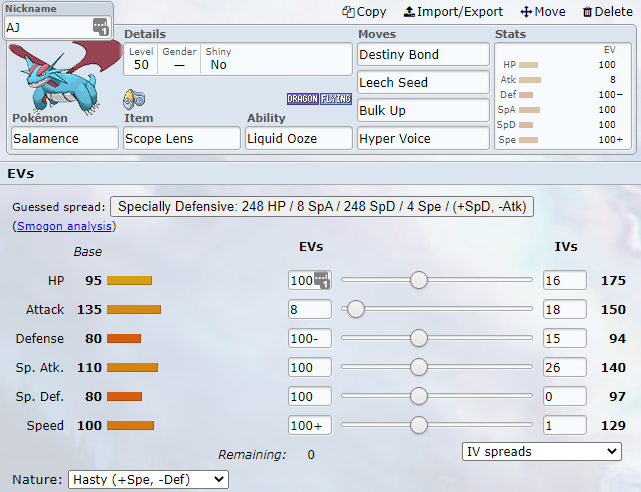 Nickname
AJ
Copy Import/Export Move Delete
Details
Level Gender Shiny
50 — No
DRAGON FLYING
Pokémon Item Ability
Salamence Scope Lens Liquid Ooze
Moves
Destiny Bond
Leech Seed
Bulk Up
Hyper Voice
Stats
EV
HP 100
Atk 8
Def 100−
SpA 100
SpD 100
Spe 100+
EVs
Guessed spread: Specially Defensive: 248 HP / 8 SpA / 248 SpD / 4 Spe / (+SpD, -Atk)
(Smogon analysis)
Base EVs IVs
HP 95 100 16 175
Attack 135 8 18 150
Defense 80 100- 15 94
Sp. Atk. 110 100 26 140
Sp. Def. 80 100 0 97
Speed 100 100+ 1 129
Remaining: 0 IV spreads
Nature: Hasty (+Spe, -Def)